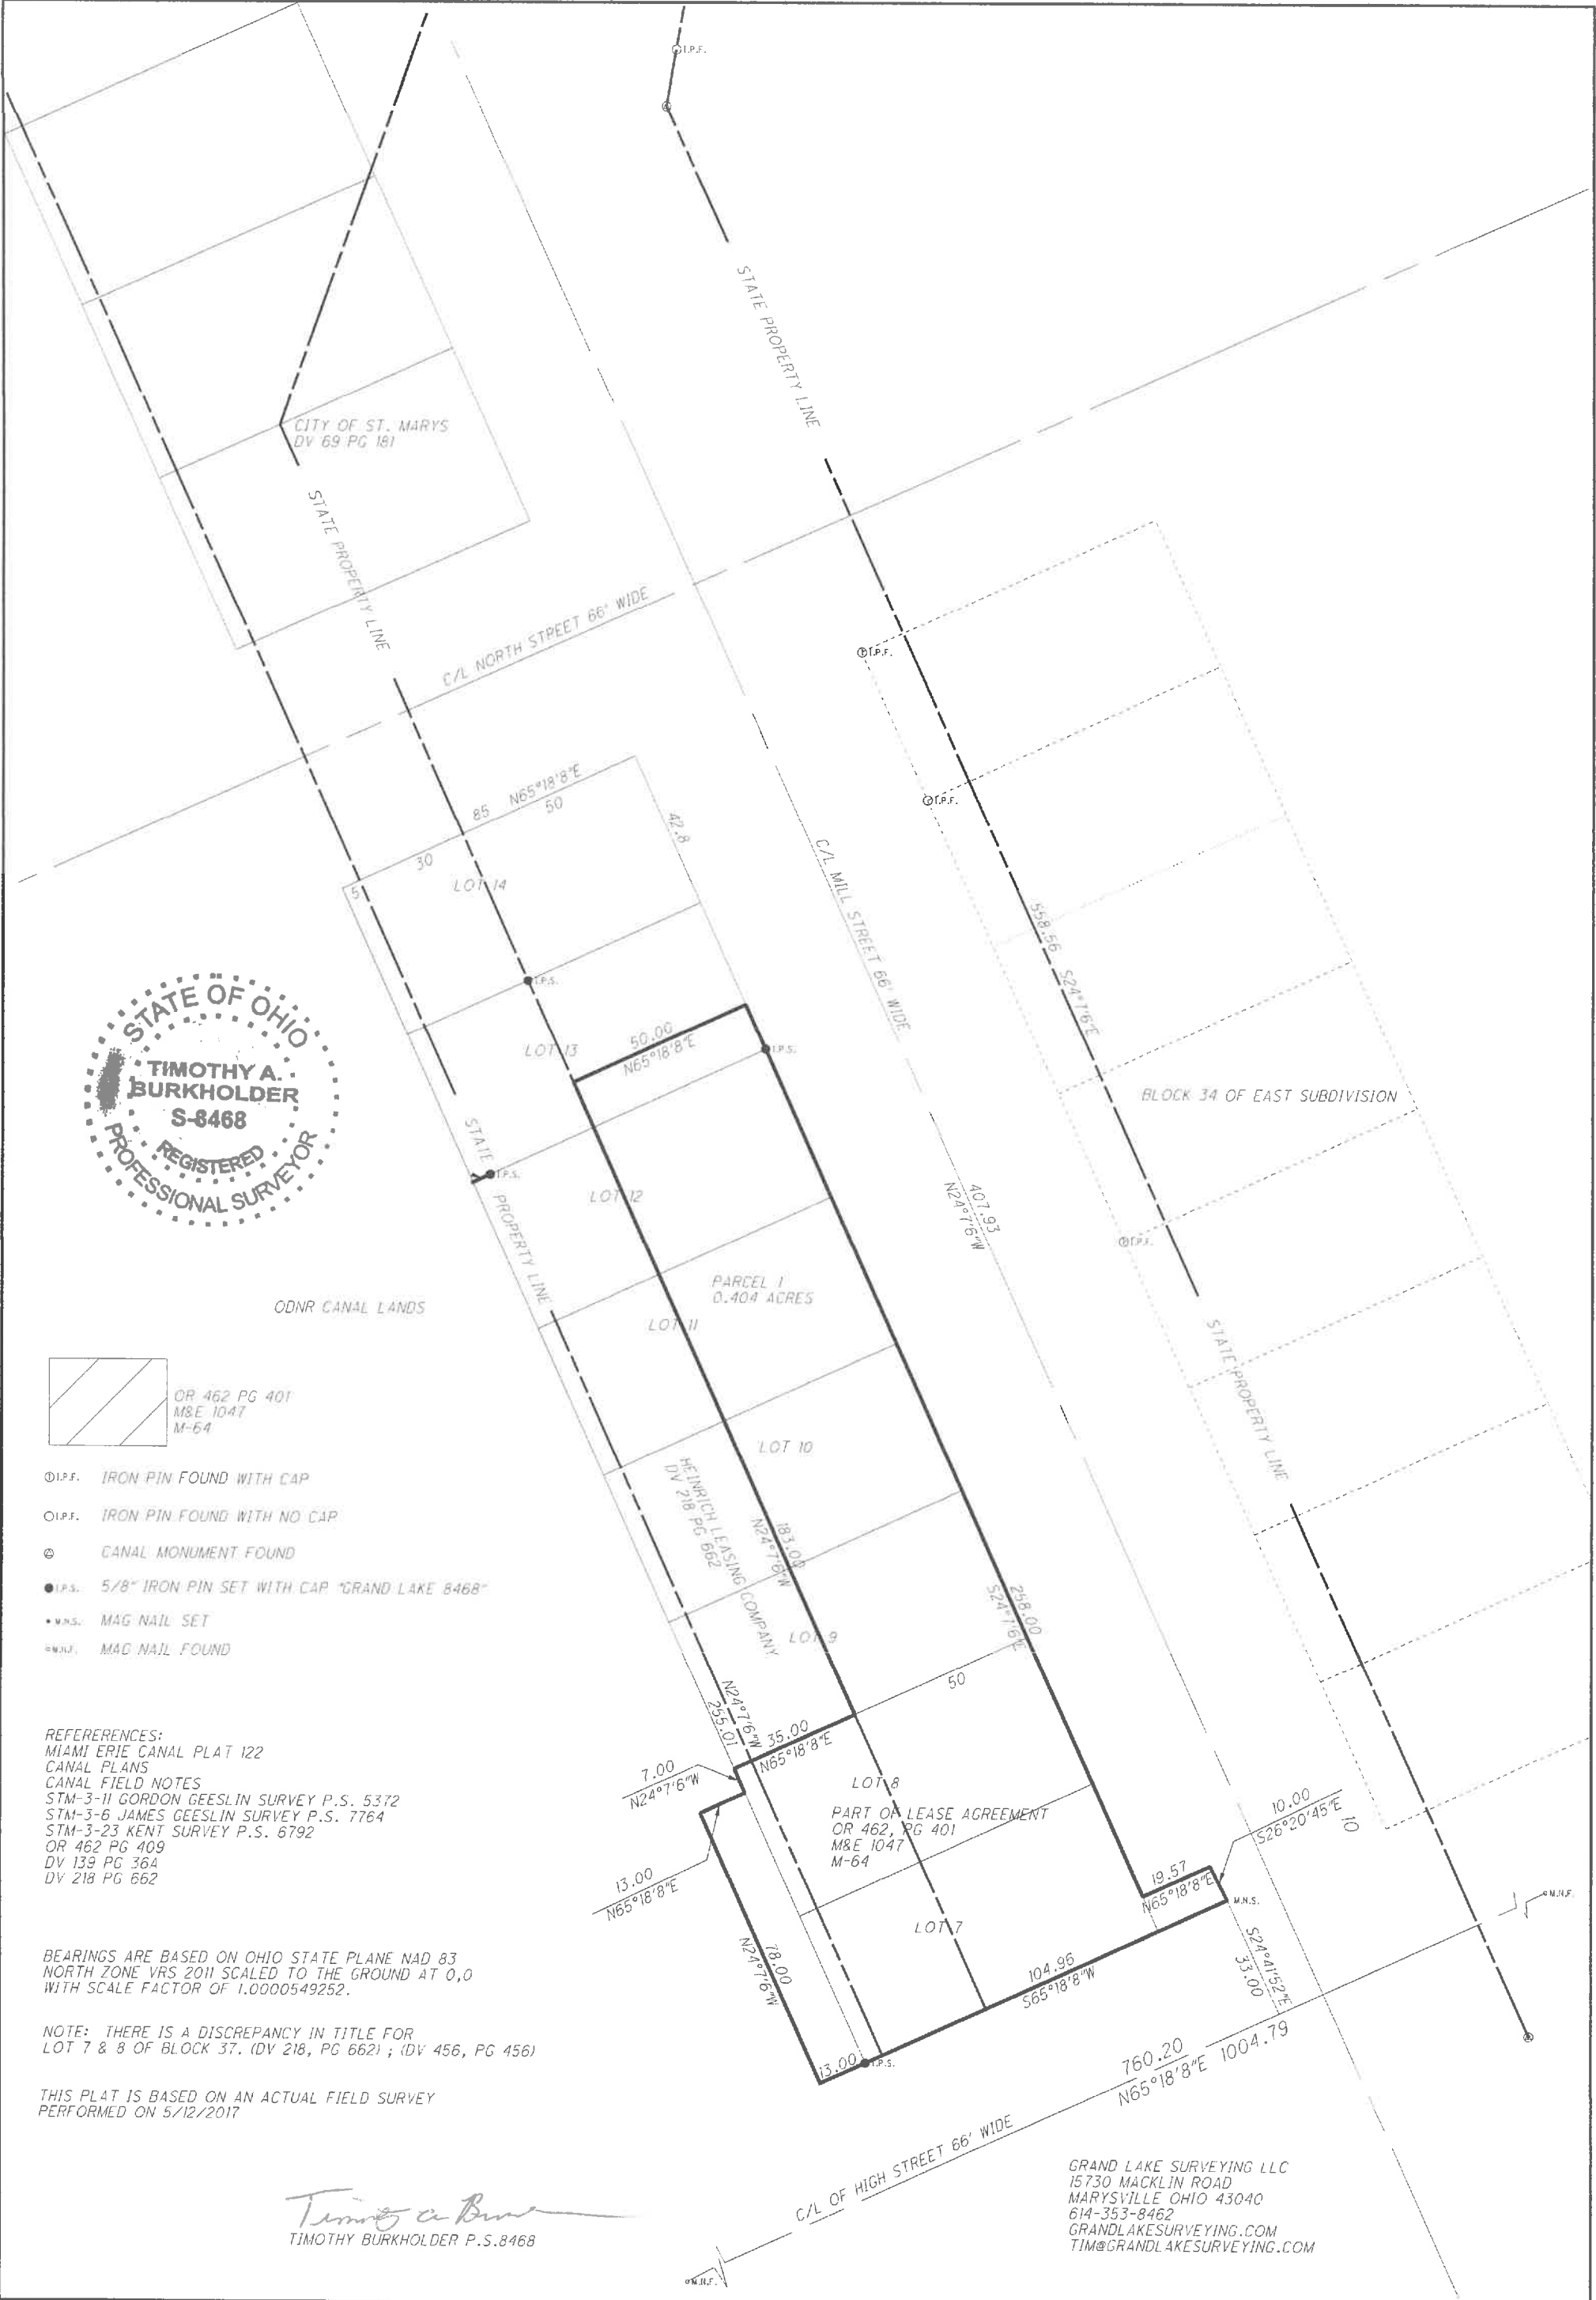 I.P.F.
STATE PROPERTY LINE
CITY OF ST. MARYS
DV 69 PG 181
STATE PROPERTY LINE
C/L NORTH STREET 66' WIDE
I.P.F.
I.P.F.
85 N65°18'8"E
50
30
5
42.8
LOT 14
C/L MILL STREET 66' WIDE
558.56 S24°7'6"E
I.P.S.
LOT 13
50.00
N65°18'8"E
I.P.S.
STATE OF OHIO
TIMOTHY A.
BURKHOLDER
S-8468
REGISTERED
PROFESSIONAL SURVEYOR
BLOCK 34 OF EAST SUBDIVISION
STATE PROPERTY LINE
I.P.S.
LOT 12
407.93
N24°7'6"W
I.P.F.
PARCEL 1
0.404 ACRES
ODNR CANAL LANDS
LOT 11
STATE PROPERTY LINE
OR 462 PG 401
M&E 1047
M-64
LOT 10
I.P.F. IRON PIN FOUND WITH CAP
I.P.F. IRON PIN FOUND WITH NO CAP
CANAL MONUMENT FOUND
I.P.S. 5/8" IRON PIN SET WITH CAP "GRAND LAKE 8468"
M.N.S. MAG NAIL SET
M.N.F. MAG NAIL FOUND
HEINRICH LEASING COMPANY
DV 218 PG 662
183.00
N24°7'6"W
258.00
S24°7'6"E
LOT 9
50
N24°7'6"W
255.01
35.00
N65°18'8"E
7.00
N24°7'6"W
LOT 8
PART OF LEASE AGREEMENT
OR 462, PG 401
M&E 1047
M-64
10.00
S26°20'45"E
10
REFERERENCES:
MIAMI ERIE CANAL PLAT 122
CANAL PLANS
CANAL FIELD NOTES
STM-3-11 GORDON GEESLIN SURVEY P.S. 5372
STM-3-6 JAMES GEESLIN SURVEY P.S. 7764
STM-3-23 KENT SURVEY P.S. 6792
OR 462 PG 409
DV 139 PG 36A
DV 218 PG 662
13.00
N65°18'8"E
19.57
N65°18'8"E
M.N.S.
M.N.F.
LOT 7
78.00
N24°7'6"W
104.96
S65°18'8"W
S24°41'52"E
33.00
BEARINGS ARE BASED ON OHIO STATE PLANE NAD 83
NORTH ZONE VRS 2011 SCALED TO THE GROUND AT 0,0
WITH SCALE FACTOR OF 1.0000549252.
NOTE: THERE IS A DISCREPANCY IN TITLE FOR
LOT 7 & 8 OF BLOCK 37. (DV 218, PG 662) ; (DV 456, PG 456)
13.00
I.P.S.
760.20
N65°18'8"E 1004.79
THIS PLAT IS BASED ON AN ACTUAL FIELD SURVEY
PERFORMED ON 5/12/2017
C/L OF HIGH STREET 66' WIDE
M.N.F.
TIMOTHY BURKHOLDER P.S.8468
GRAND LAKE SURVEYING LLC
15730 MACKLIN ROAD
MARYSVILLE OHIO 43040
614-353-8462
GRANDLAKESURVEYING.COM
TIM@GRANDLAKESURVEYING.COM